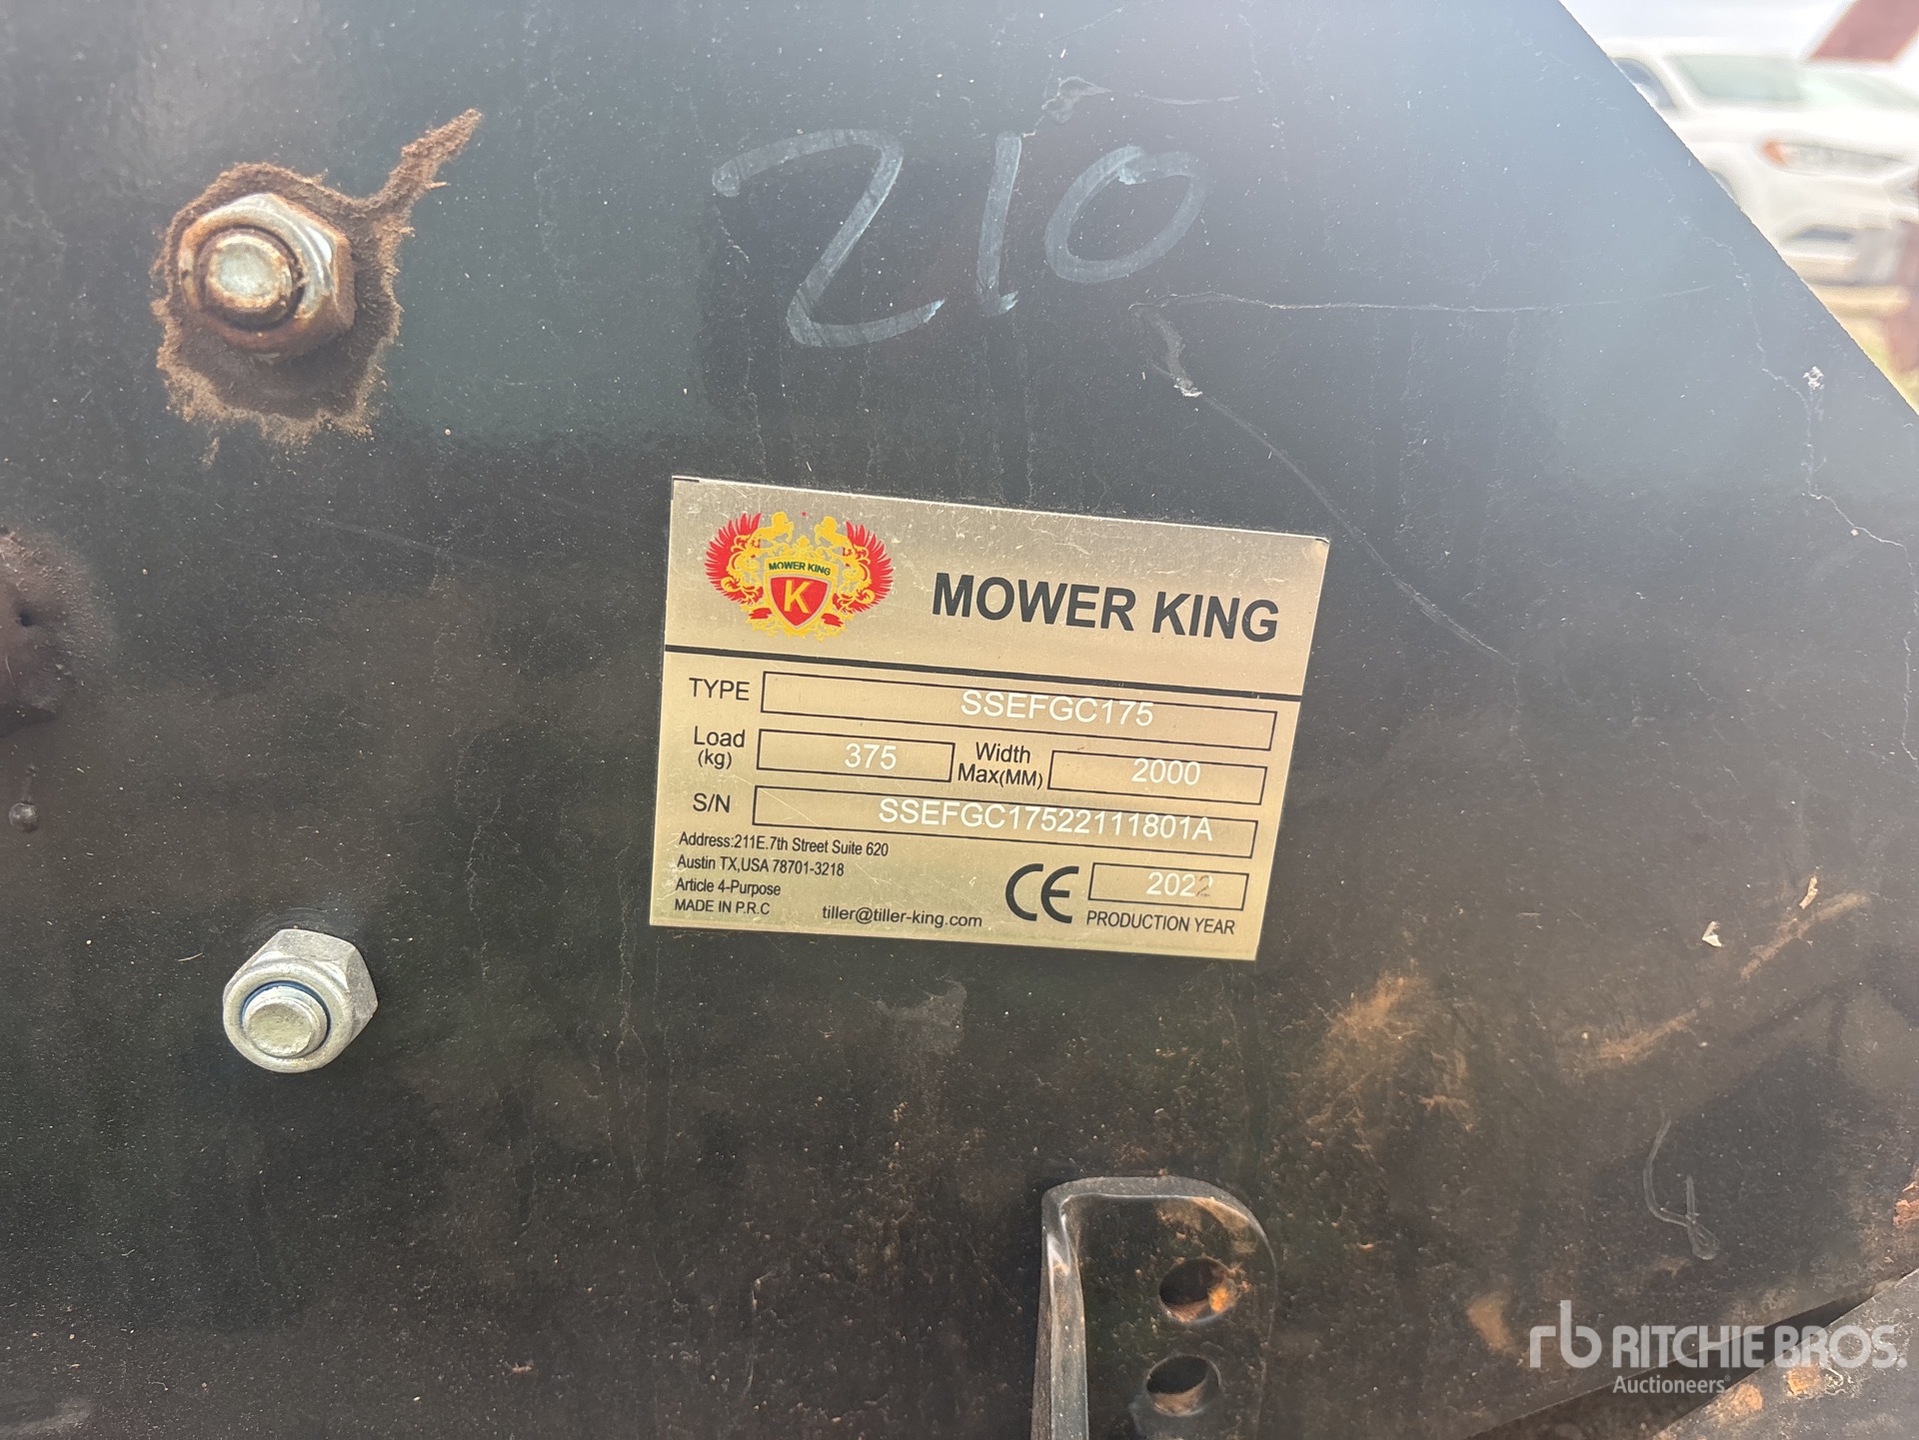 210
MOWER KING
K
MOWER KING
TYPE SSEFGC175
Load (kg) 375 Width Max(MM) 2000
S/N SSEFGC17522111801A
Address:211E.7th Street Suite 620
Austin TX,USA 78701-3218
Article 4-Purpose
MADE IN P.R.C
tiller@tiller-king.com
CE 2022
PRODUCTION YEAR
rb RITCHIE BROS.
Auctioneers